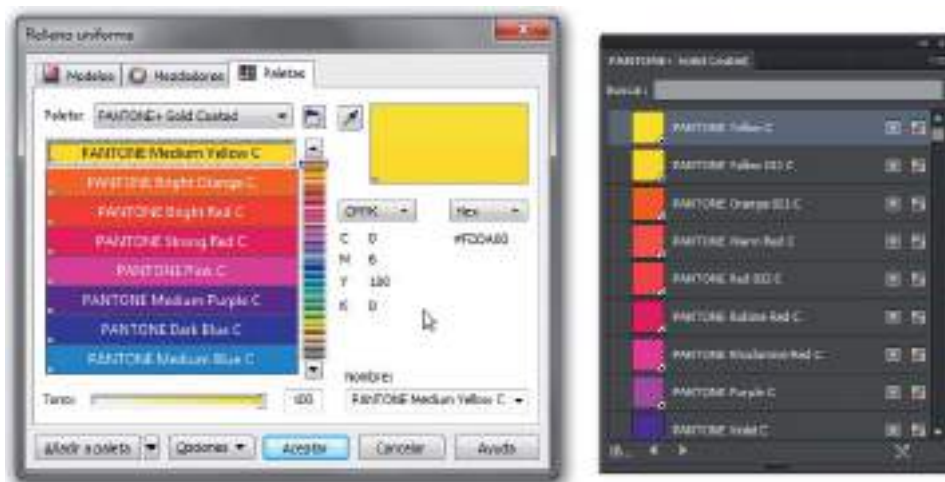 Relleno uniforme
Modelos Mezcladores Paletas
Paleta: PANTONE+ Solid Coated
PANTONE Medium Yellow C
PANTONE Bright Orange C
PANTONE Bright Red C
PANTONE Strong Red C
PANTONE Pink C
PANTONE Medium Purple C
PANTONE Dark Blue C
PANTONE Medium Blue C
CMYK Hex
C 0
M 6
Y 100
K 0
Nombre:
PANTONE Medium Yellow C
Tono: 100
Añadir a paleta Opciones Aceptar Cancelar Ayuda
PANTONE+ Solid Coated
Buscar:
PANTONE Yellow C
PANTONE Yellow 012 C
PANTONE Orange 021 C
PANTONE Warm Red C
PANTONE Red 032 C
PANTONE Rubine Red C
PANTONE Rhodamine Red C
PANTONE Purple C
PANTONE Violet C